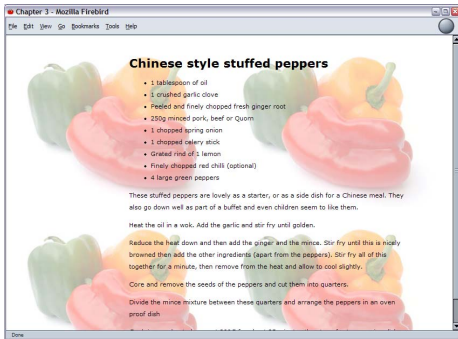 Chapter 3 - Mozilla Firebird
File Edit View Go Bookmarks Tools Help
Chinese style stuffed peppers
1 tablespoon of oil
1 crushed garlic clove
Peeled and finely chopped fresh ginger root
250g minced pork, beef or Quorn
1 chopped spring onion
1 chopped celery stick
Grated rind of 1 lemon
Finely chopped red chilli (optional)
4 large green peppers
These stuffed peppers are lovely as a starter, or as a side dish for a Chinese meal. They
also go down well as part of a buffet and even children seem to like them.
Heat the oil in a wok. Add the garlic and stir fry until golden.
Reduce the heat down and then add the ginger and the mince. Stir fry until this is nicely
browned then add the other ingredients (apart from the peppers). Stir fry all of this
together for a minute, then remove from the heat and allow to cool slightly.
Core and remove the seeds of the peppers and cut them into quarters.
Divide the mince mixture between these quarters and arrange the peppers in an oven
proof dish
Done